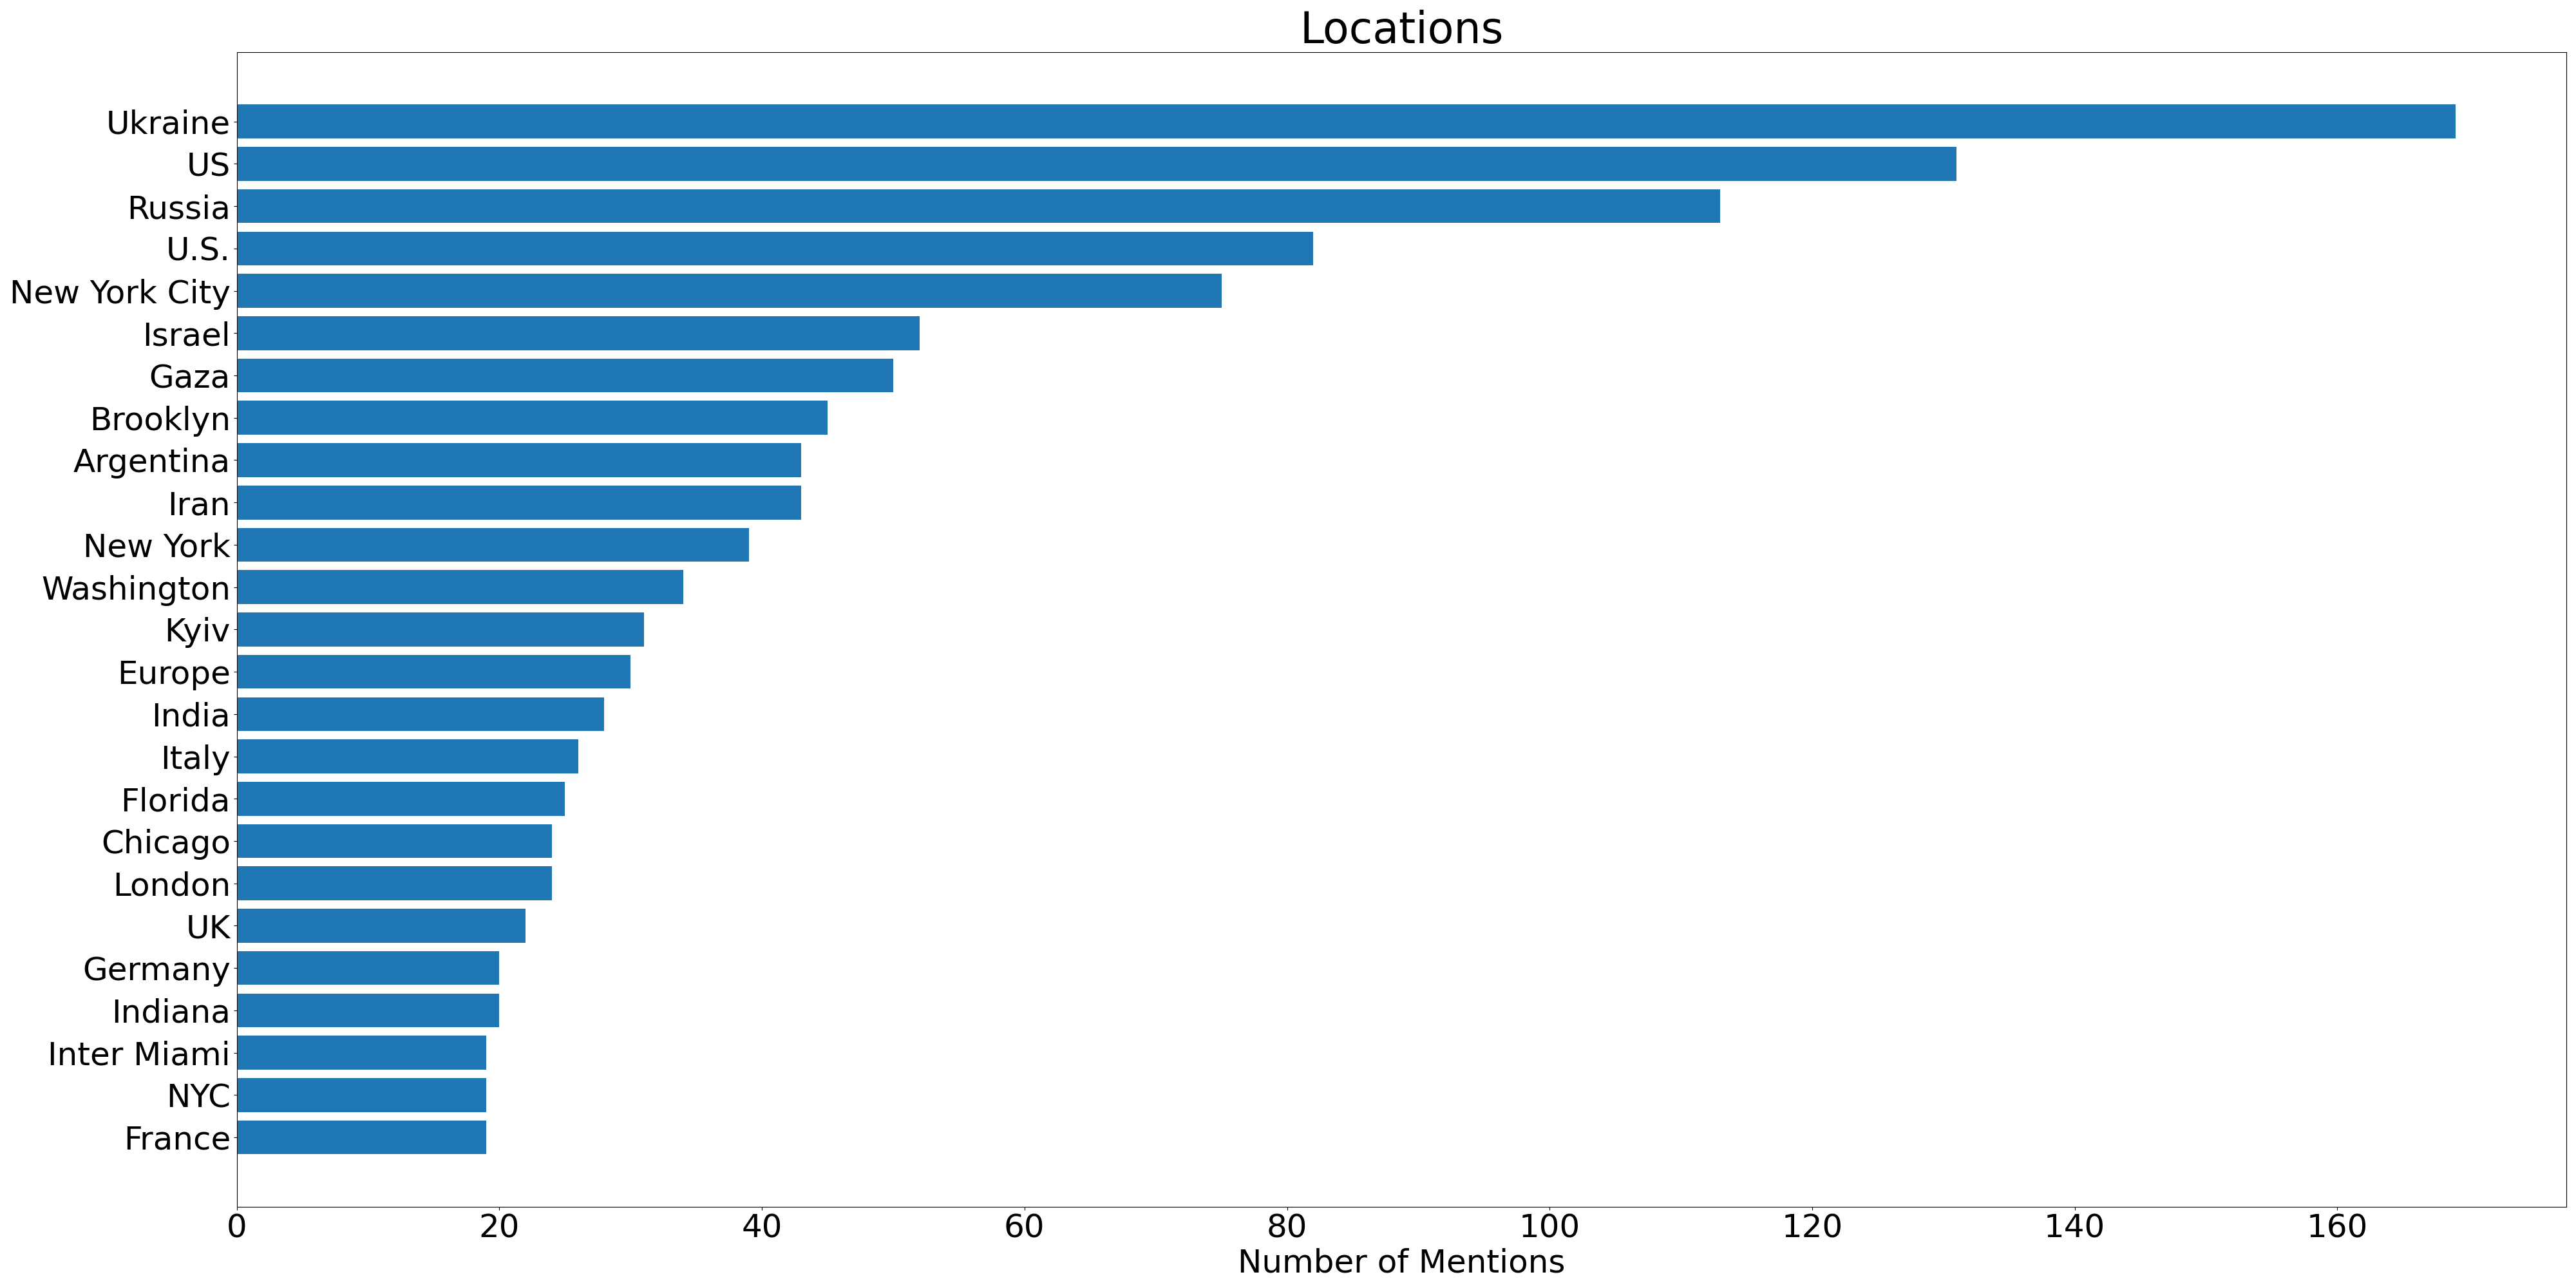 Locations
Ukraine
US
Russia
U.S.
New York City
Israel
Gaza
Brooklyn
Argentina
Iran
New York
Washington
Kyiv
Europe
India
Italy
Florida
Chicago
London
UK
Germany
Indiana
Inter Miami
NYC
France
0 20 40 60 80 100 120 140 160
Number of Mentions